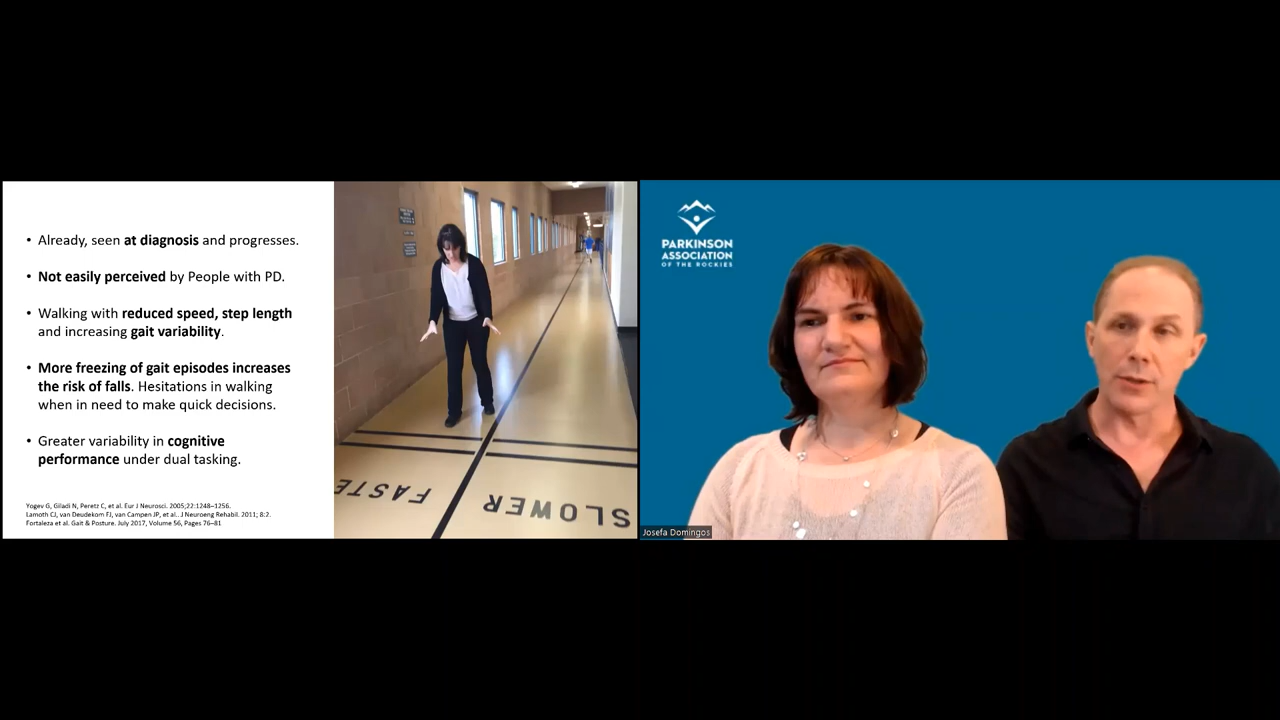 • Already, seen at diagnosis and progresses.
• Not easily perceived by People with PD.
• Walking with reduced speed, step length
and increasing gait variability.
• More freezing of gait episodes increases
the risk of falls. Hesitations in walking
when in need to make quick decisions.
• Greater variability in cognitive
performance under dual tasking.
Yogev G, Giladi N, Peretz C, et al. Eur J Neurosci. 2005;22:1248–1256.
Lamoth CJ, van Deudekom FJ, van Campen JP, et al.. J Neuroeng Rehabil. 2011; 8:2.
Fortaleza et al. Gait & Posture. July 2017, Volume 56, Pages 76–81
FASTE
SLOWER
PARKINSON
ASSOCIATION
OF THE ROCKIES
Josefa Domingos